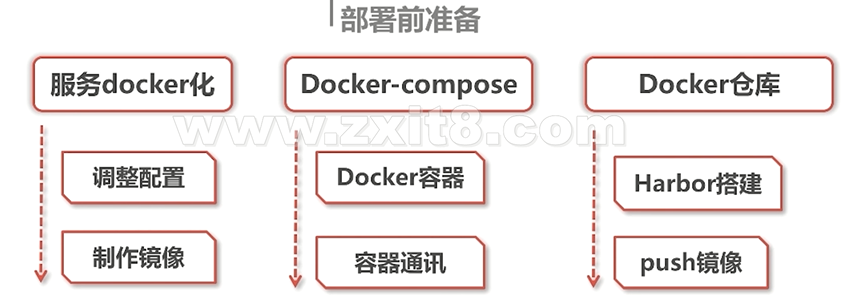 部署前准备
服务docker化
Docker-compose
Docker仓库
www.zxit8.com
调整配置
Docker容器
Harbor搭建
制作镜像
容器通讯
push镜像